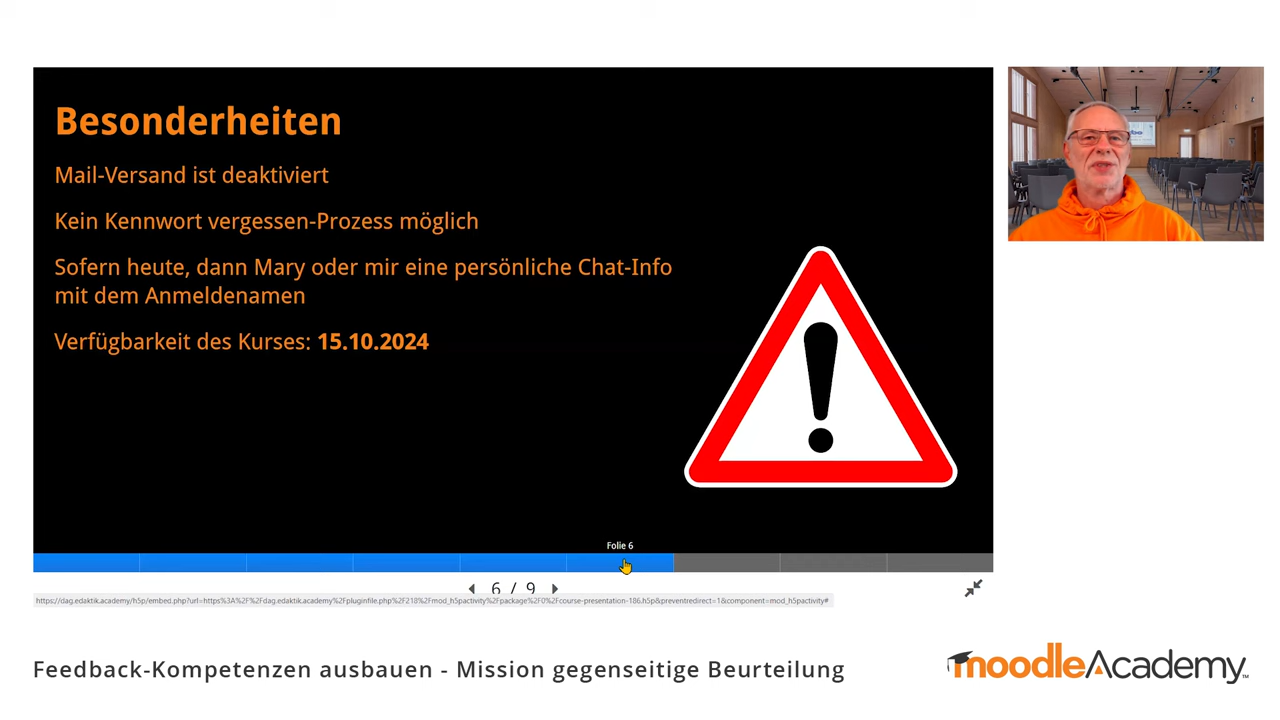 Besonderheiten
Mail-Versand ist deaktiviert
Kein Kennwort vergessen-Prozess möglich
Sofern heute, dann Mary oder mir eine persönliche Chat-Info
mit dem Anmeldenamen
Verfügbarkeit des Kurses: 15.10.2024
Folie 6
6 / 9
https://dag.edaktik.academy/h5p/embed.php?url=https%3A%2F%2Fdag.edaktik.academy%2Fpluginfile.php%2F218%2Fmod_h5pactivity%2Fpackage%2F0%2Fcourse-presentation-186.h5p&preventredirect=1&component=mod_h5pactivity#
Feedback-Kompetenzen ausbauen - Mission gegenseitige Beurteilung
moodleAcademy™